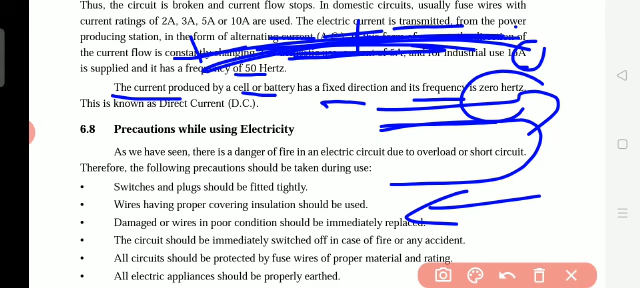 Thus, the circuit is broken and current flow stops. In domestic circuits, usually fuse wires with
current ratings of 2A, 3A, 5A or 10A are used. The electric current is transmitted, from the power
producing station, in the form of alternating current (A.C.). of
the current flow is constantly and for Industrial use 15A
is supplied and it has a frequency of 50 Hertz.
The current produced by a cell or battery has a fixed direction and its frequency is zero hertz.
This is known as Direct Current (D.C.).
6.8 Precautions while using Electricity
As we have seen, there is a danger of fire in an electric circuit due to overload or short circuit.
Therefore, the following precautions should be taken during use:
• Switches and plugs should be fitted tightly.
• Wires having proper covering insulation should be used.
• Damaged or wires in poor condition should be immediately replaced.
• The circuit should be immediately switched off in case of fire or any accident.
• All circuits should be protected by fuse wires of proper material and rating.
• All electric appliances should be properly earthed.